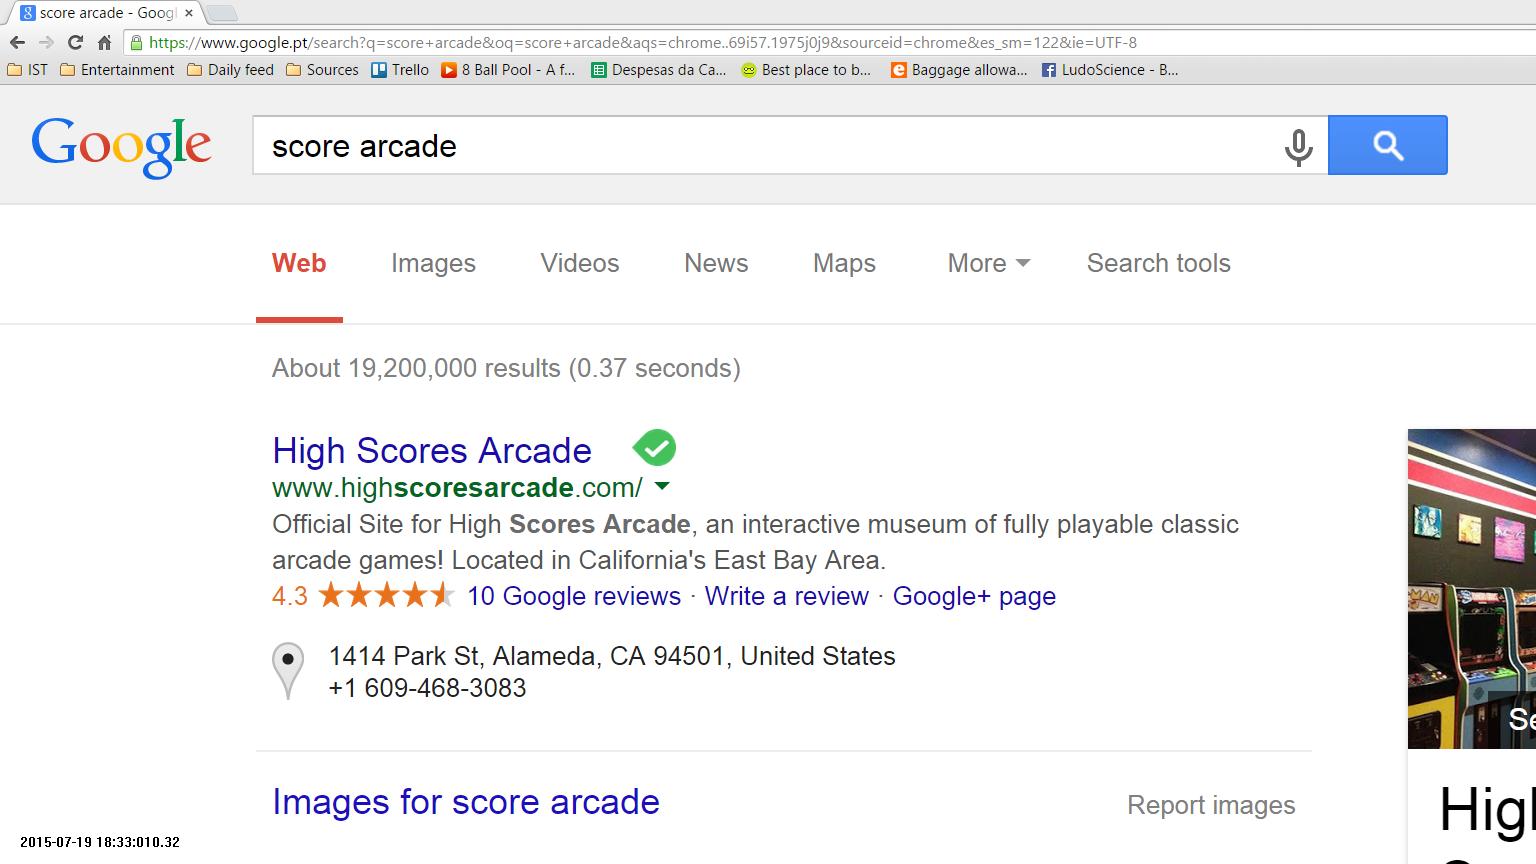 score arcade - Googl
https://www.google.pt/search?q=score+arcade&oq=score+arcade&aqs=chrome..69i57.1975j0j9&sourceid=chrome&es_sm=122&ie=UTF-8
IST Entertainment Daily feed Sources Trello 8 Ball Pool - A f... Despesas da Ca... Best place to b... Baggage allowa... LudoScience - B...
Google score arcade
Web Images Videos News Maps More Search tools
About 19,200,000 results (0.37 seconds)
High Scores Arcade
www.highscoresarcade.com/
Official Site for High Scores Arcade, an interactive museum of fully playable classic
arcade games! Located in California's East Bay Area.
4.3 10 Google reviews · Write a review · Google+ page
1414 Park St, Alameda, CA 94501, United States
+1 609-468-3083
Se
Images for score arcade Report images
High
2015-07-19 18:33:010.32